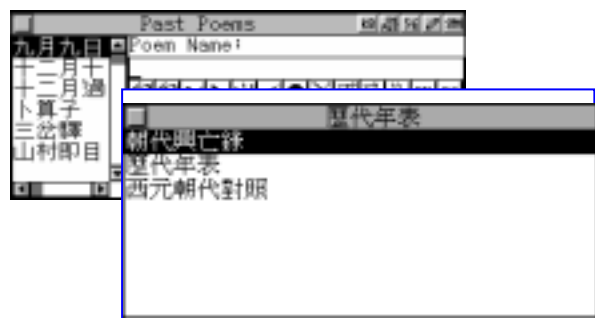 Past Poems
Poem Name:
九月九日
十二月十
十二月過
卜算子
三岔驛
山村即目
歷代年表
朝代興亡錄
歷代年表
西元朝代對照